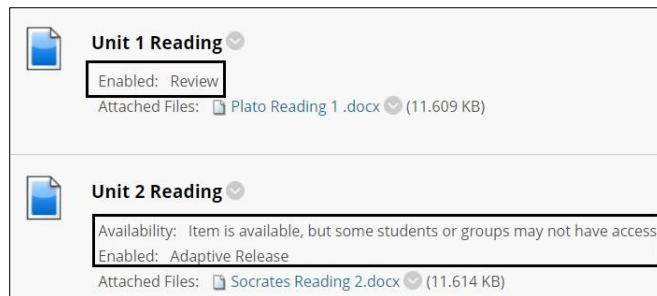 Unit 1 Reading
Enabled: Review
Attached Files: Plato Reading 1 .docx (11.609 KB)
Unit 2 Reading
Availability: Item is available, but some students or groups may not have access
Enabled: Adaptive Release
Attached Files: Socrates Reading 2.docx (11.614 KB)